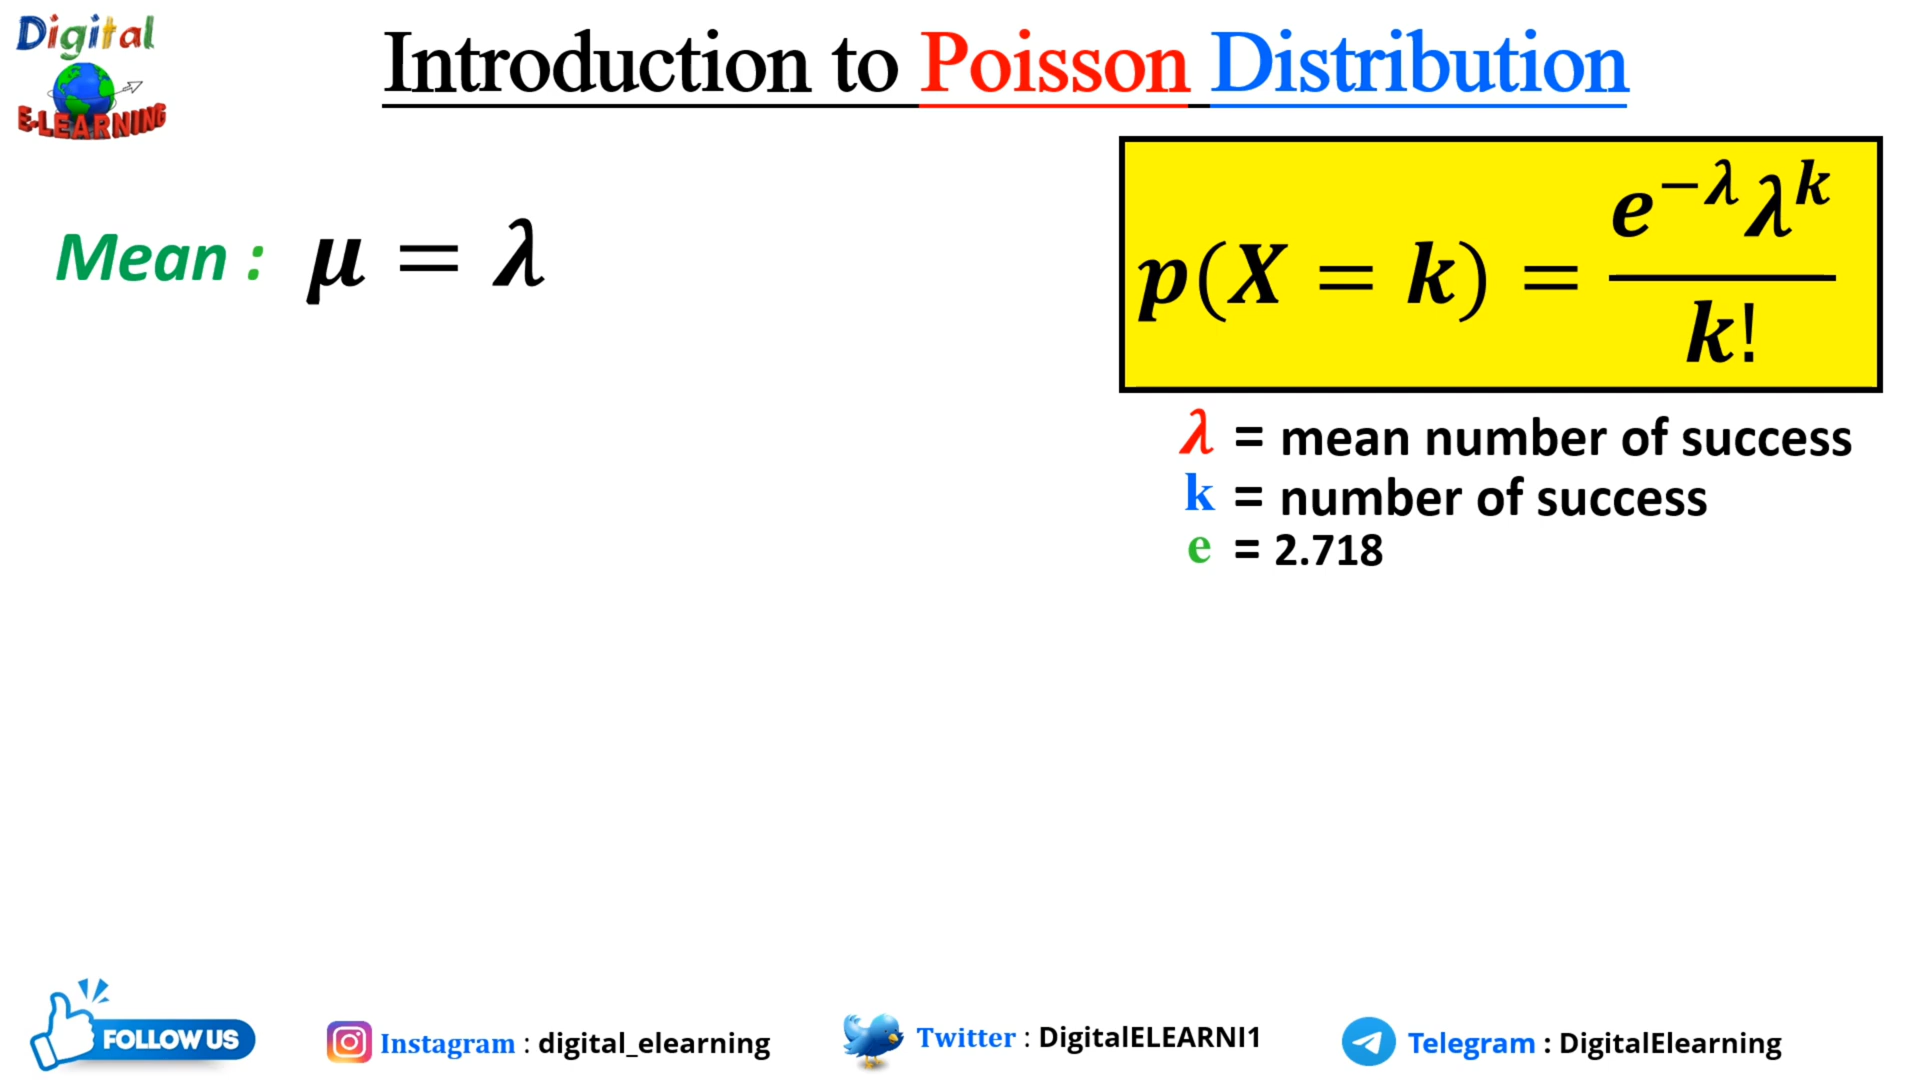 Digital
E-LEARNING
Introduction to Poisson Distribution
Mean : μ = λ
p(X = k) = e^{−λ}λ^k / k!
λ = mean number of success
k = number of success
e = 2.718
FOLLOW US
Instagram : digital_elearning
Twitter : DigitalELEARNI1
Telegram : DigitalElearning